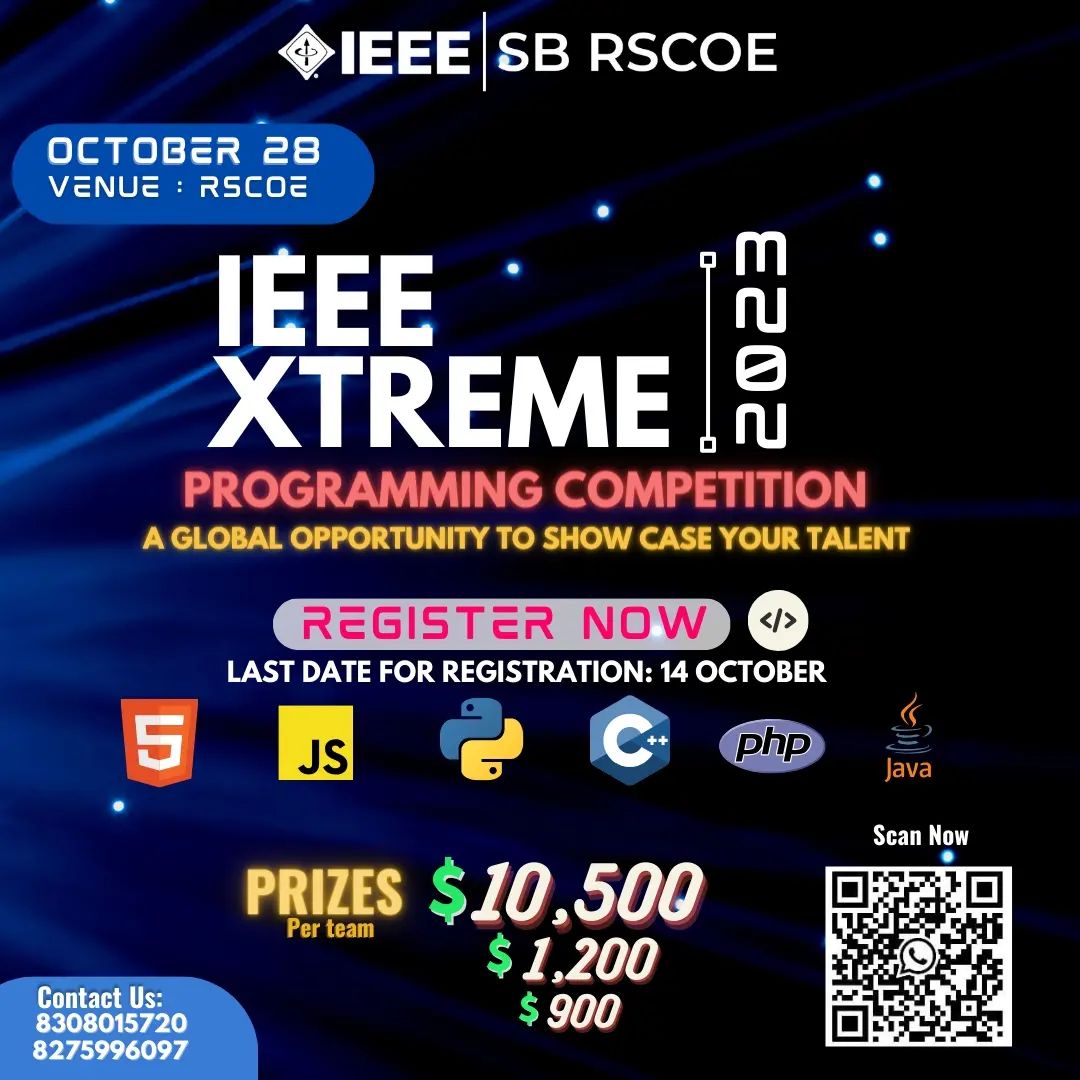 IEEE | SB RSCOE
OCTOBER 28
VENUE : RSCOE
IEEE
XTREME
2023
PROGRAMMING COMPETITION
A GLOBAL OPPORTUNITY TO SHOW CASE YOUR TALENT
REGISTER NOW </>
LAST DATE FOR REGISTRATION: 14 OCTOBER
5 JS C++ php Java
Scan Now
PRIZES $10,500
Per team
$1,200
$900
Contact Us:
8308015720
8275996097